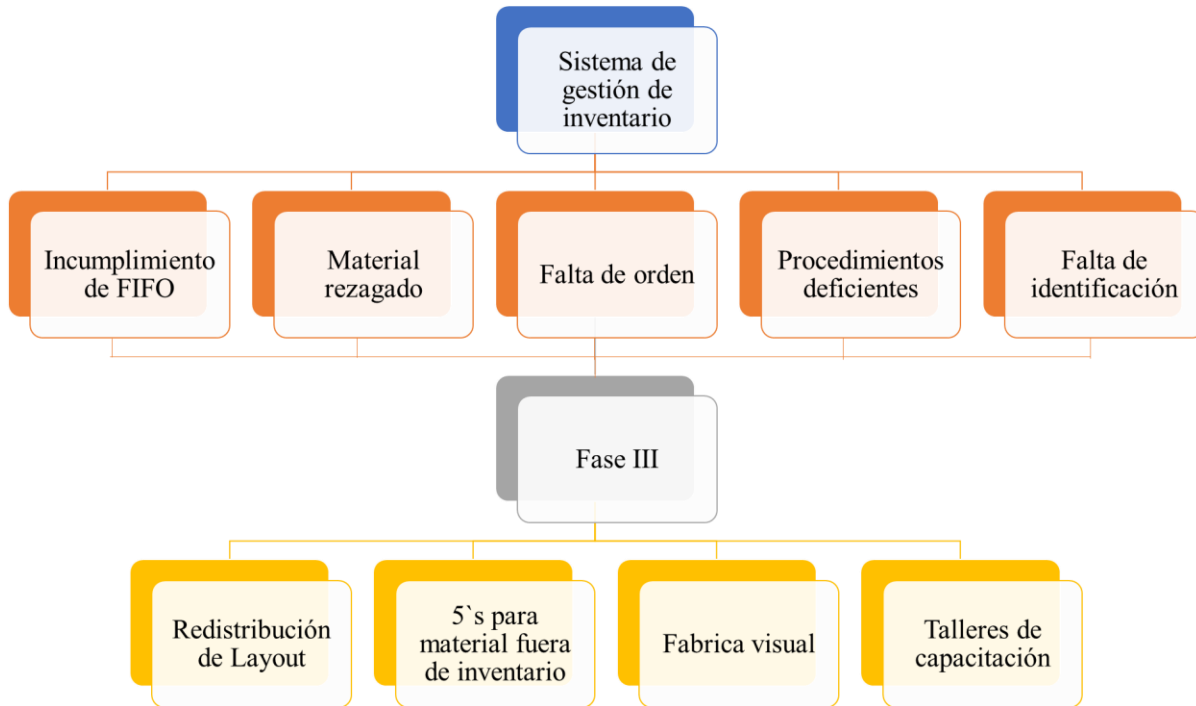 Sistema de
gestión de
inventario
Incumplimiento
de FIFO
Material
rezagado
Falta de orden
Procedimientos
deficientes
Falta de
identificación
Fase III
Redistribución
de Layout
5`s para
material fuera
de inventario
Fabrica visual
Talleres de
capacitación